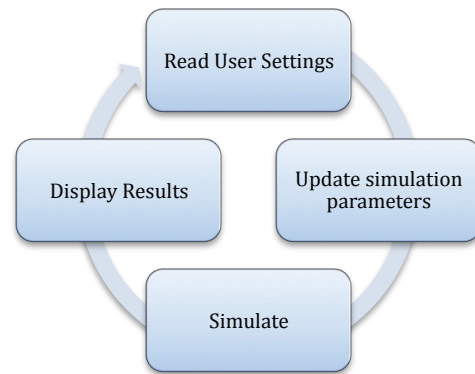 Read User Settings
Update simulation
parameters
Simulate
Display Results